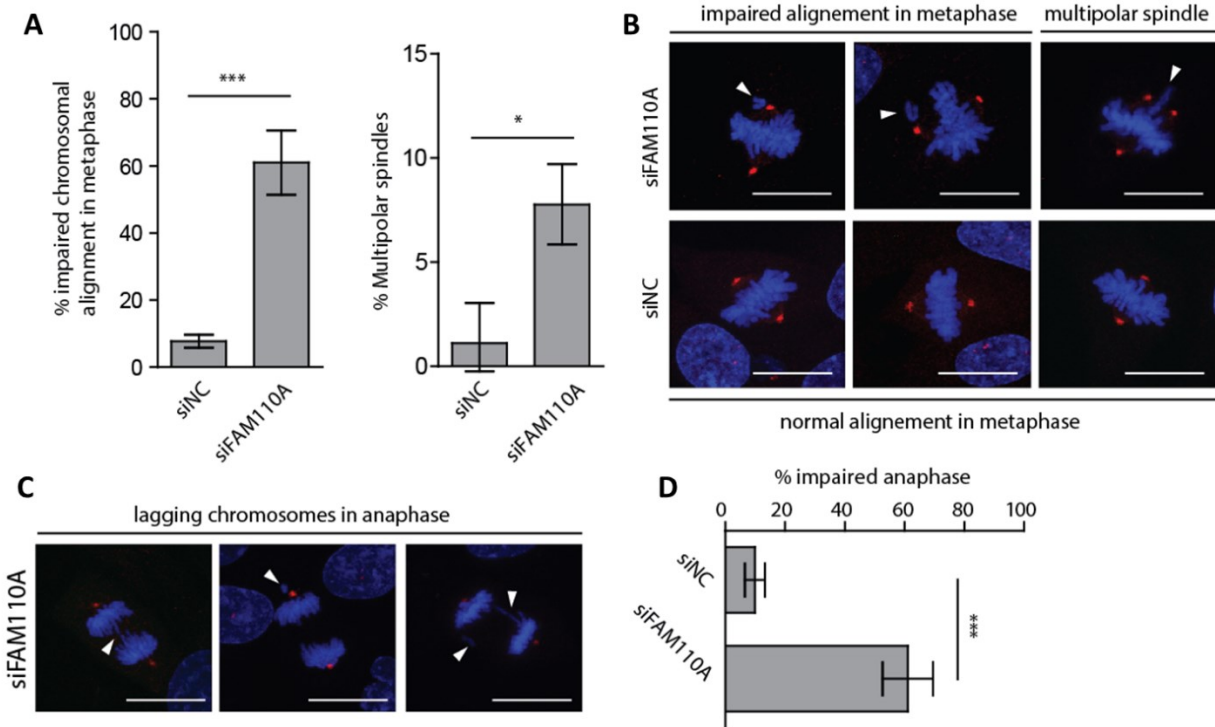 A
% impaired chromosomal
alignment in metaphase
100
80
60
40
20
0
***
siNC
siFAM110A
% Multipolar spindles
15
10
5
0
*
siNC
siFAM110A
B
impaired alignement in metaphase
multipolar spindle
siFAM110A
siNC
normal alignement in metaphase
C
lagging chromosomes in anaphase
siFAM110A
D
% impaired anaphase
0 20 40 60 80 100
siNC
siFAM110A
***